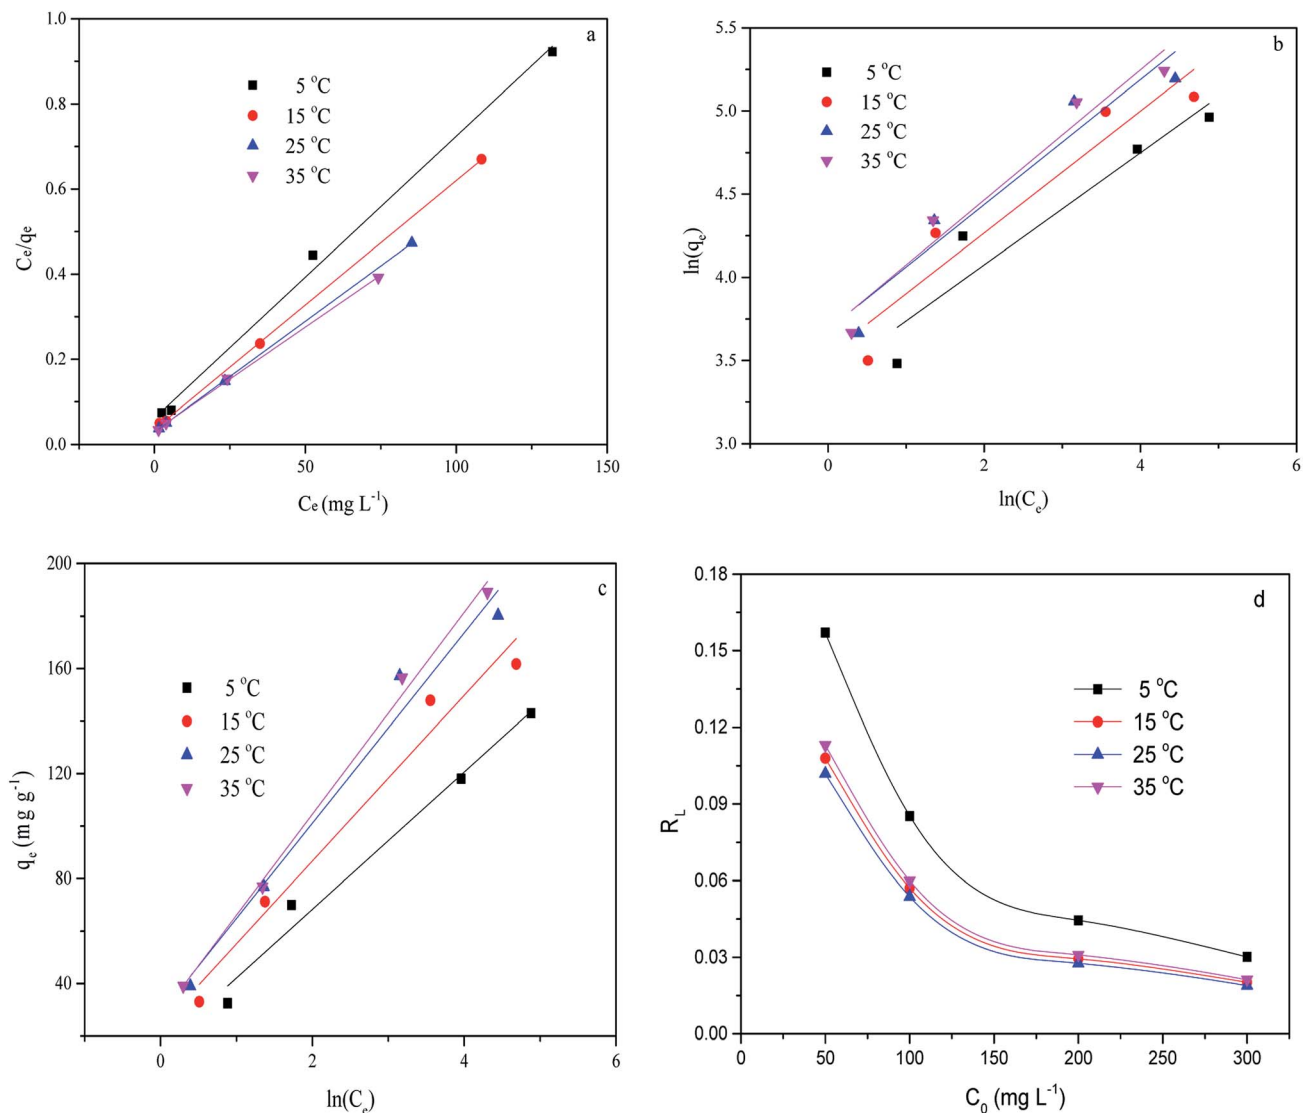 a
5 °C
15 °C
25 °C
35 °C
1.0
0.8
0.6
0.4
0.2
0.0
0
50
100
150
Ce/qe
Ce (mg L⁻¹)
b
5 °C
15 °C
25 °C
35 °C
5.5
5.0
4.5
4.0
3.5
3.0
0
2
4
6
ln(qe)
ln(Ce)
c
5 °C
15 °C
25 °C
35 °C
200
160
120
80
40
0
2
4
6
qe (mg g⁻¹)
ln(Ce)
d
5 °C
15 °C
25 °C
35 °C
0.18
0.15
0.12
0.09
0.06
0.03
0.00
0
50
100
150
200
250
300
RL
C0 (mg L⁻¹)